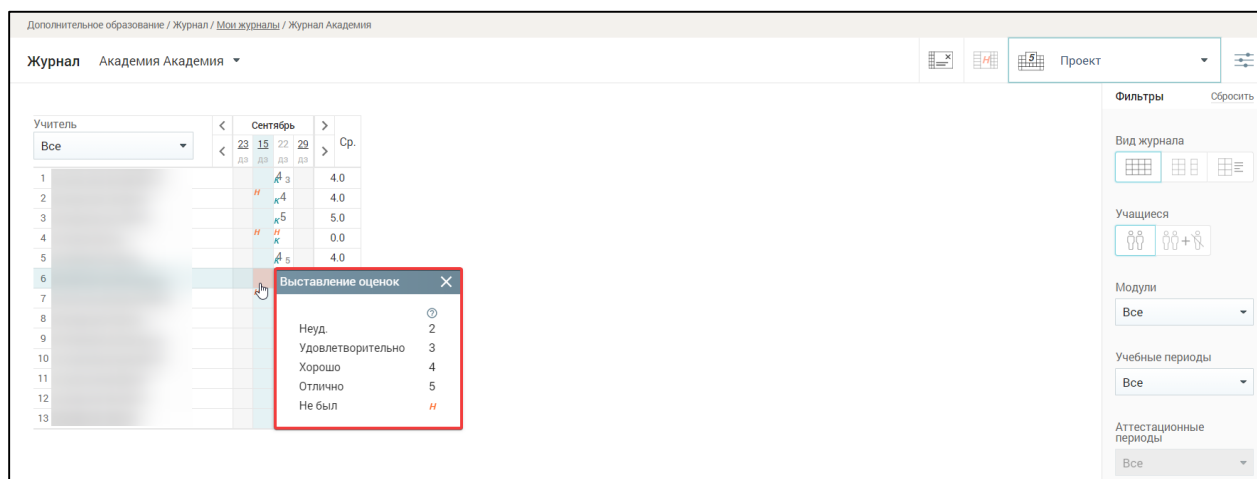 Дополнительное образование / Журнал / Мои журналы / Журнал Академия
Журнал Академия Академия
H 5 Проект
Фильтры Сбросить
Учитель
Все
Сентябрь
23 15 22 29 Ср.
дз дз дз дз
1 к4 3 4.0
2 н к4 4.0
3 к5 5.0
4 н н к 0.0
5 к4 5 4.0
6
7
8
9
10
11
12
13
Выставление оценок
Неуд. 2
Удовлетворительно 3
Хорошо 4
Отлично 5
Не был н
Вид журнала
Учащиеся
Модули
Все
Учебные периоды
Все
Аттестационные
периоды
Все